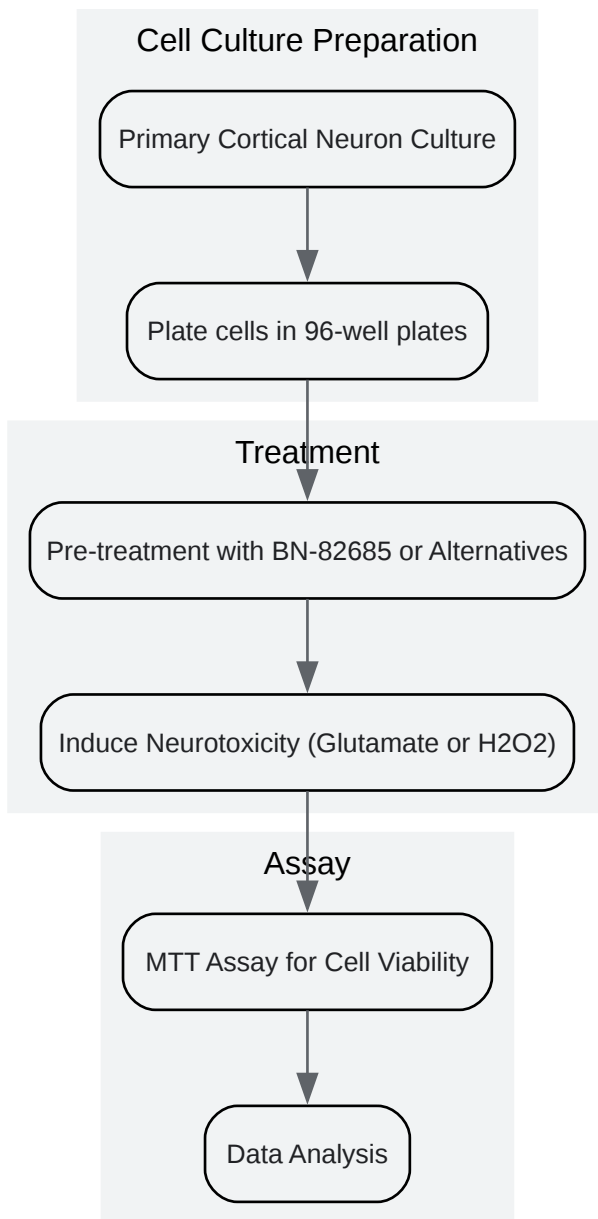 Cell Culture Preparation
Primary Cortical Neuron Culture
Plate cells in 96-well plates
Treatment
Pre-treatment with BN-82685 or Alternatives
Induce Neurotoxicity (Glutamate or H2O2)
Assay
MTT Assay for Cell Viability
Data Analysis